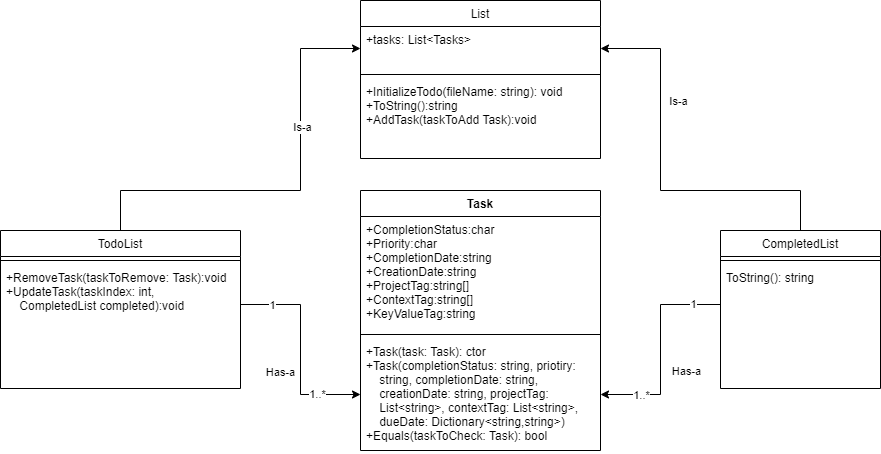 List
+tasks: List<Tasks>
+InitializeTodo(fileName: string): void
+ToString():string
+AddTask(taskToAdd Task):void
Is-a
Is-a
Task
+CompletionStatus:char
+Priority:char
+CompletionDate:string
+CreationDate:string
+ProjectTag:string[]
+ContextTag:string[]
+KeyValueTag:string
+Task(task: Task): ctor
+Task(completionStatus: string, priotiry:
string, completionDate: string,
creationDate: string, projectTag:
List<string>, contextTag: List<string>,
dueDate: Dictionary<string,string>)
+Equals(taskToCheck: Task): bool
TodoList
+RemoveTask(taskToRemove: Task):void
+UpdateTask(taskIndex: int,
CompletedList completed):void
CompletedList
ToString(): string
1
Has-a
1..*
1
Has-a
1..*